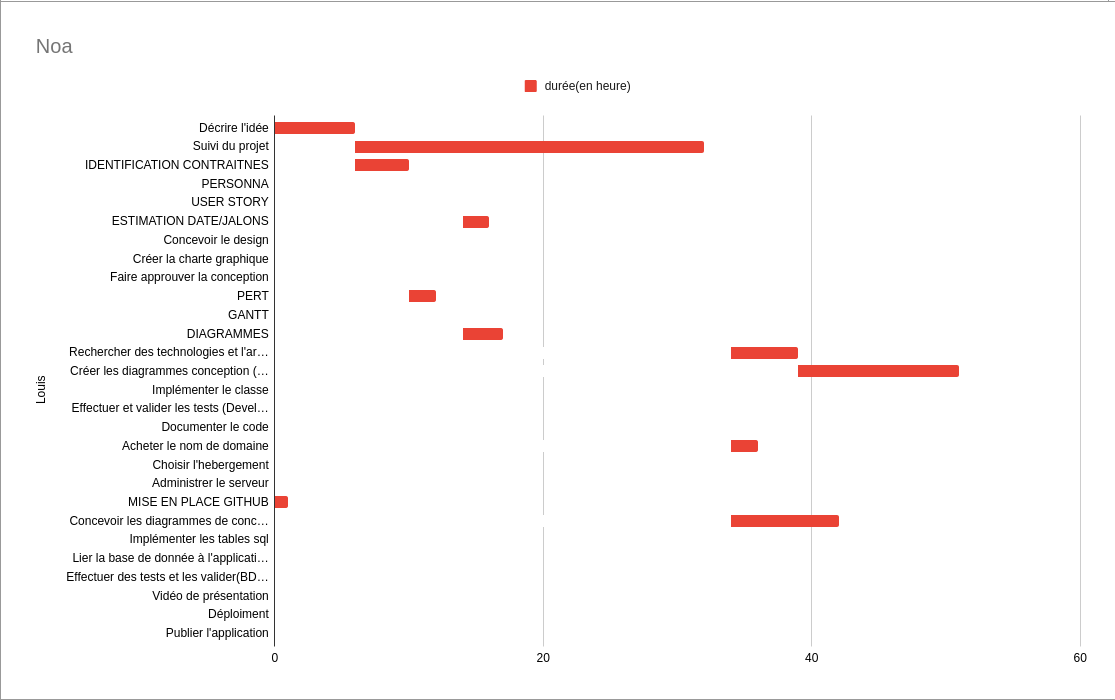 Noa
durée(en heure)
Décrire l'idée
Suivi du projet
IDENTIFICATION CONTRAITNES
PERSONNA
USER STORY
ESTIMATION DATE/JALONS
Concevoir le design
Créer la charte graphique
Faire approuver la conception
PERT
GANTT
DIAGRAMMES
Rechercher des technologies et l'ar…
Créer les diagrammes conception (…
Louis
Implémenter le classe
Effectuer et valider les tests (Devel…
Documenter le code
Acheter le nom de domaine
Choisir l'hebergement
Administrer le serveur
MISE EN PLACE GITHUB
Concevoir les diagrammes de conc…
Implémenter les tables sql
Lier la base de donnée à l'applicati…
Effectuer des tests et les valider(BD…
Vidéo de présentation
Déploiment
Publier l'application
0 20 40 60